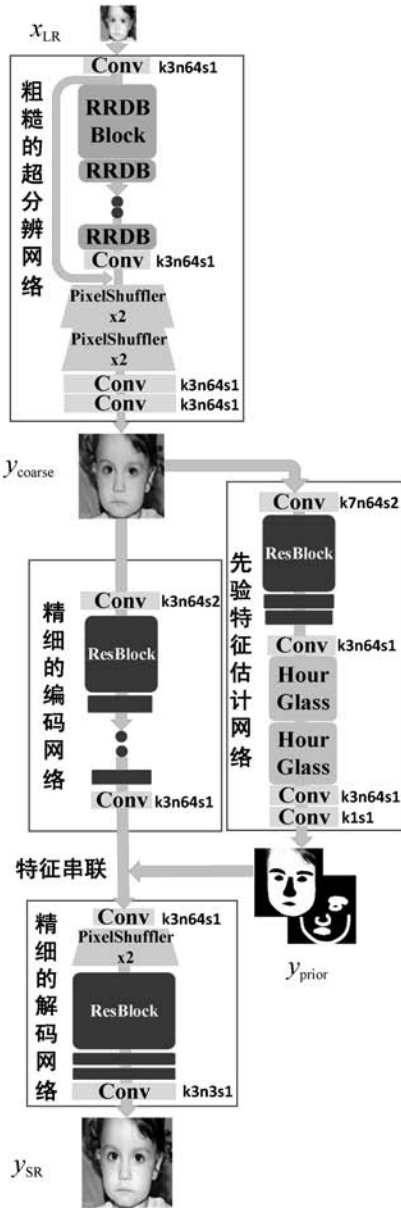 x_LR
Conv k3n64s1
粗糙的超分辨网络
RRDB
Block
RRDB
RRDB
Conv k3n64s1
PixelShuffler
x2
PixelShuffler
x2
Conv k3n64s1
Conv k3n64s1
y_coarse
Conv k7n64s2
先验特征估计网络
ResBlock
Conv k3n64s1
Hour
Glass
Hour
Glass
Conv k3n64s1
Conv k1s1
精细的编码网络
Conv k3n64s2
ResBlock
Conv k3n64s1
特征串联
y_prior
精细的解码网络
Conv k3n64s1
PixelShuffler
x2
ResBlock
Conv k3n3s1
y_SR